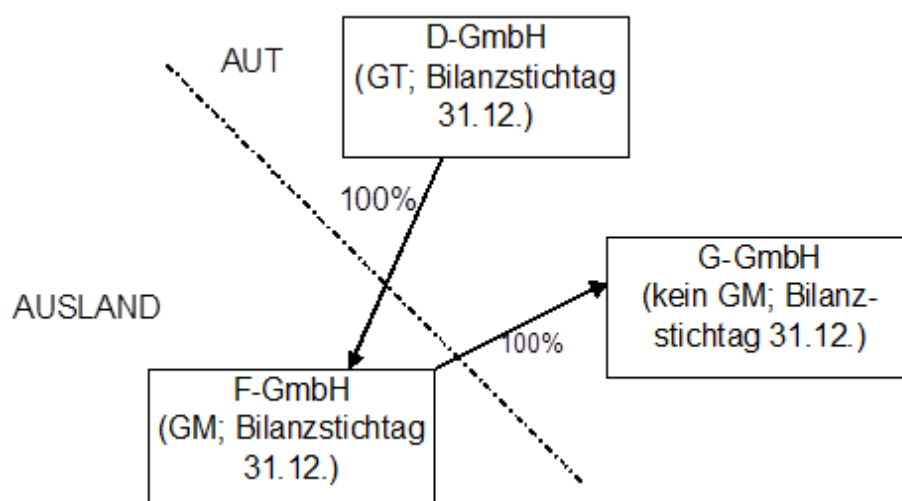 AUT
D-GmbH
(GT; Bilanzstichtag
31.12.)
100%
AUSLAND
G-GmbH
(kein GM; Bilanz-
stichtag 31.12.)
100%
F-GmbH
(GM; Bilanzstichtag
31.12.)